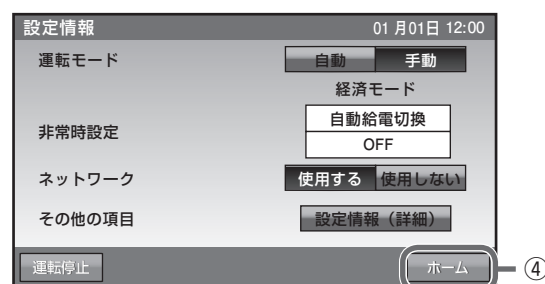 設定情報 01月01日 12:00
運転モード 自動 手動
経済モード
非常時設定 自動給電切換
OFF
ネットワーク 使用する 使用しない
その他の項目 設定情報(詳細)
運転停止 ホーム ④